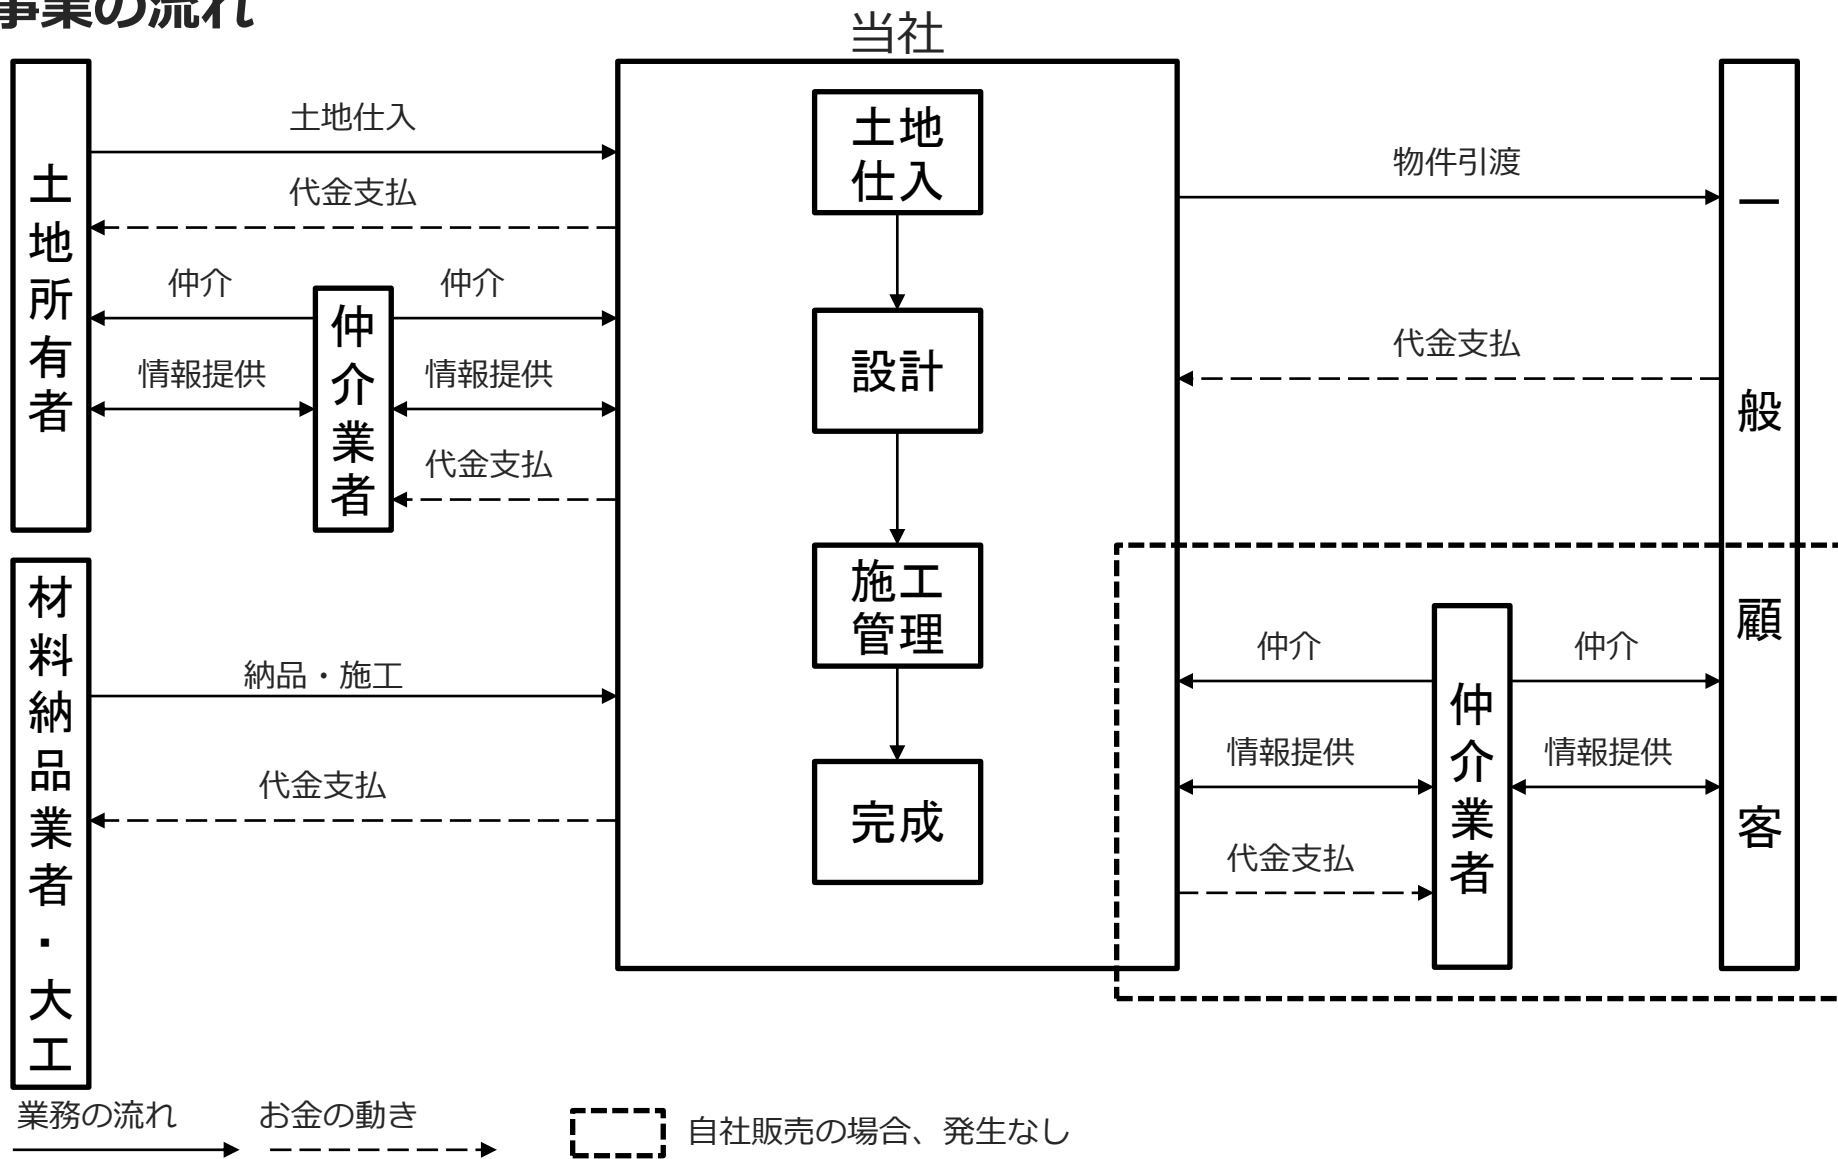 事業の流れ
当社
土地所有者
土地仕入
代金支払
仲介
仲介
情報提供
情報提供
代金支払
仲介業者
材料納品業者・大工
納品・施工
代金支払
土地
仕入
設計
施工
管理
完成
物件引渡
代金支払
一般顧客
仲介
仲介
情報提供
情報提供
代金支払
仲介業者
業務の流れ
お金の動き
自社販売の場合、発生なし